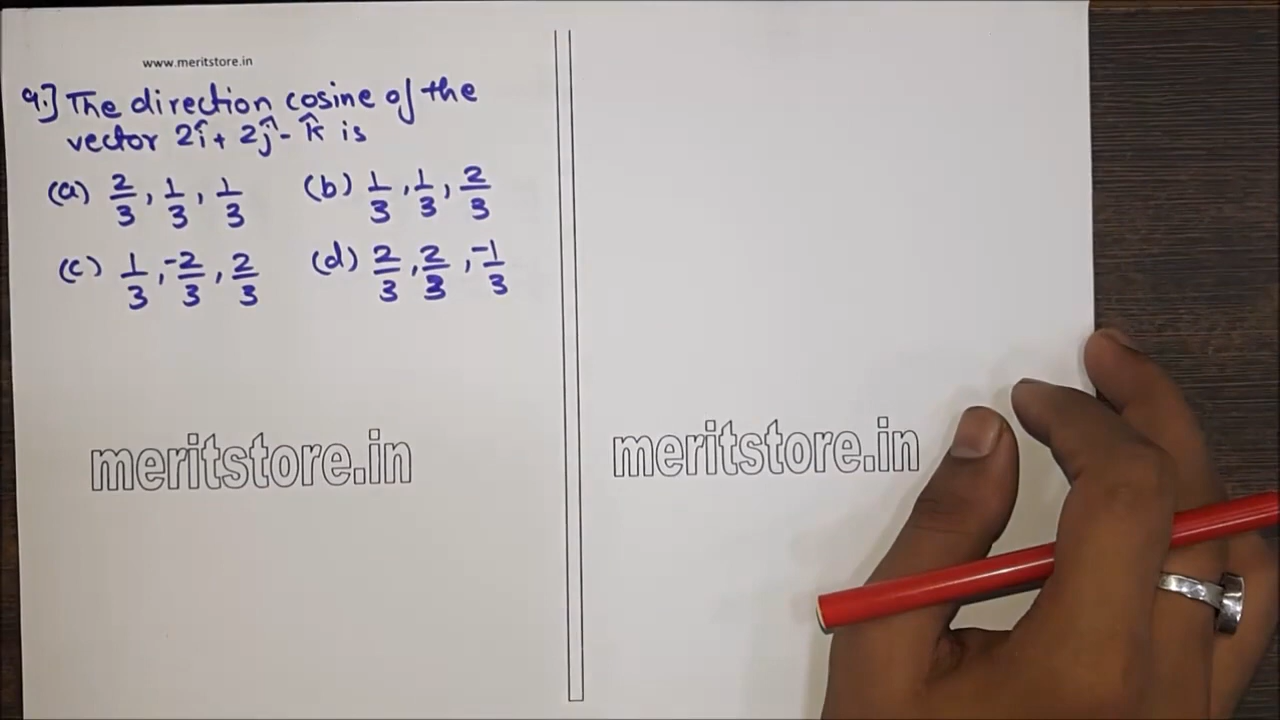 www.meritstore.in
9.] The direction cosine of the
vector 2î + 2ĵ - k̂ is
(a) 2/3, 1/3, 1/3 (b) 1/3, 1/3, 2/3
(c) 1/3, -2/3, 2/3 (d) 2/3, 2/3, -1/3
meritstore.in
meritstore.in